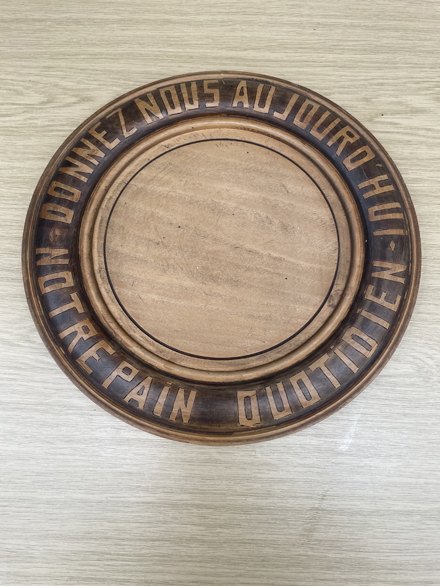 DONNEZ NOUS AUJOURD'HUI -
NOTRE PAIN QUOTIDIEN